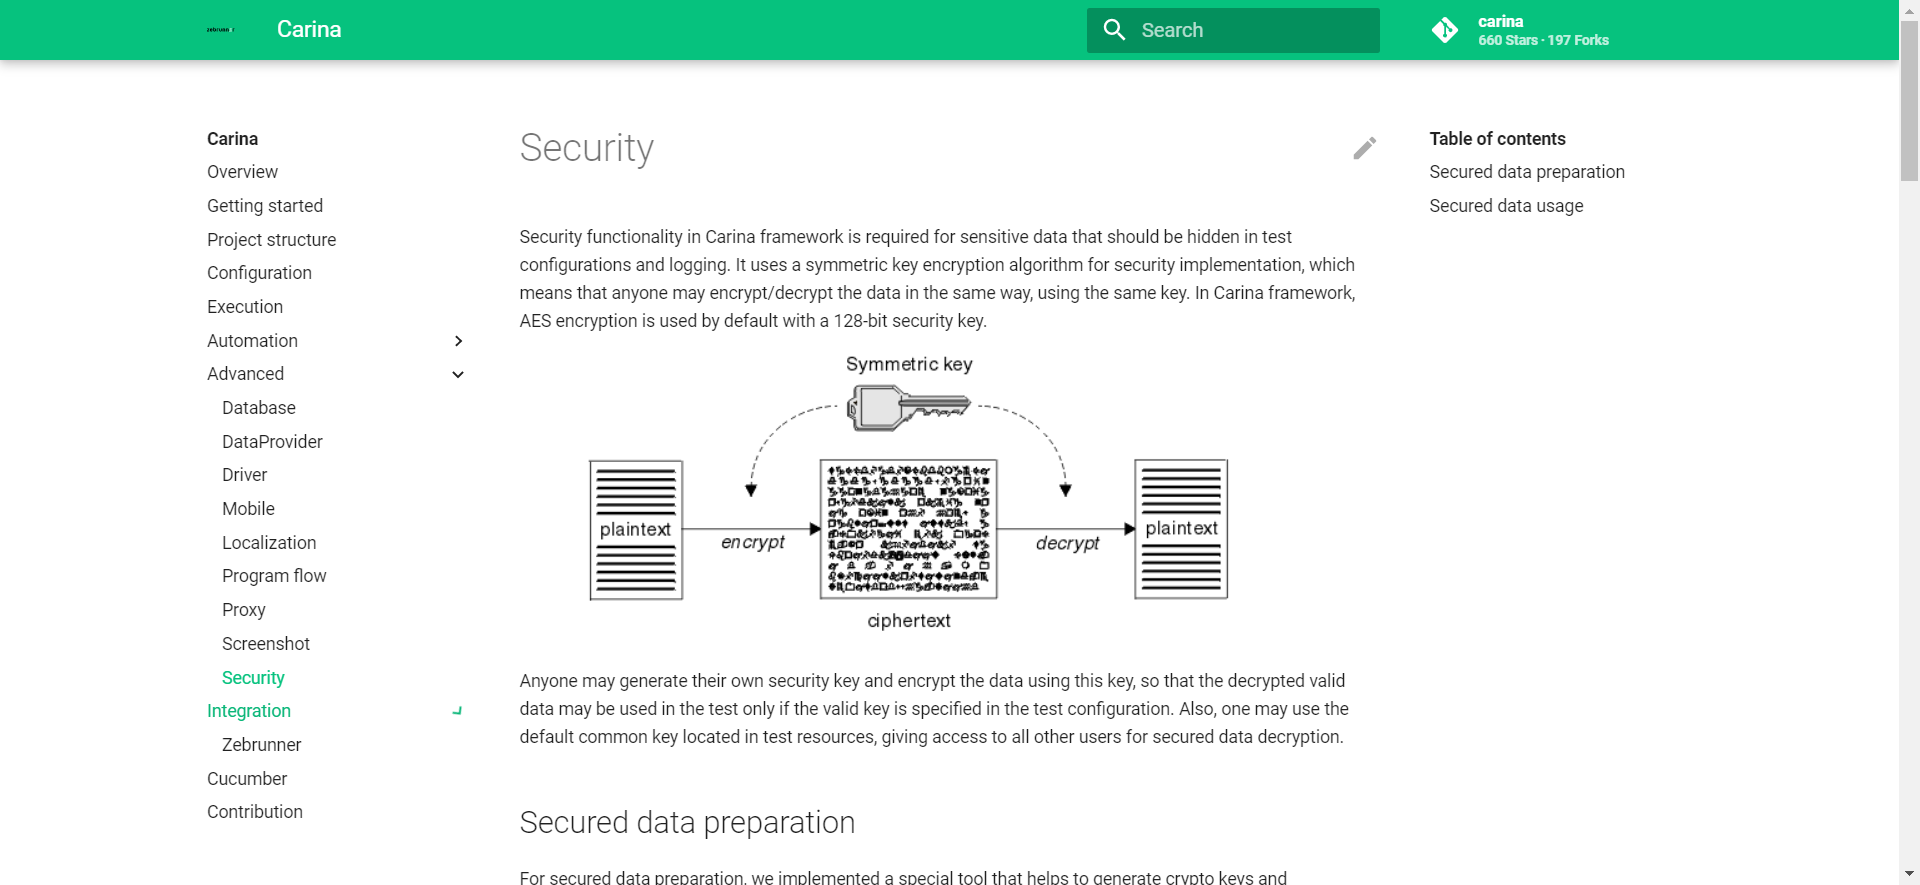 zebrunner
Carina
Search
carina
660 Stars · 197 Forks
Carina
Overview
Getting started
Project structure
Configuration
Execution
Automation
Advanced
Database
DataProvider
Driver
Mobile
Localization
Program flow
Proxy
Screenshot
Security
Integration
Zebrunner
Cucumber
Contribution
Security
Security functionality in Carina framework is required for sensitive data that should be hidden in test
configurations and logging. It uses a symmetric key encryption algorithm for security implementation, which
means that anyone may encrypt/decrypt the data in the same way, using the same key. In Carina framework,
AES encryption is used by default with a 128-bit security key.
Symmetric key
plaintext
encrypt
decrypt
plaintext
ciphertext
Anyone may generate their own security key and encrypt the data using this key, so that the decrypted valid
data may be used in the test only if the valid key is specified in the test configuration. Also, one may use the
default common key located in test resources, giving access to all other users for secured data decryption.
Secured data preparation
For secured data preparation, we implemented a special tool that helps to generate crypto keys and
Table of contents
Secured data preparation
Secured data usage